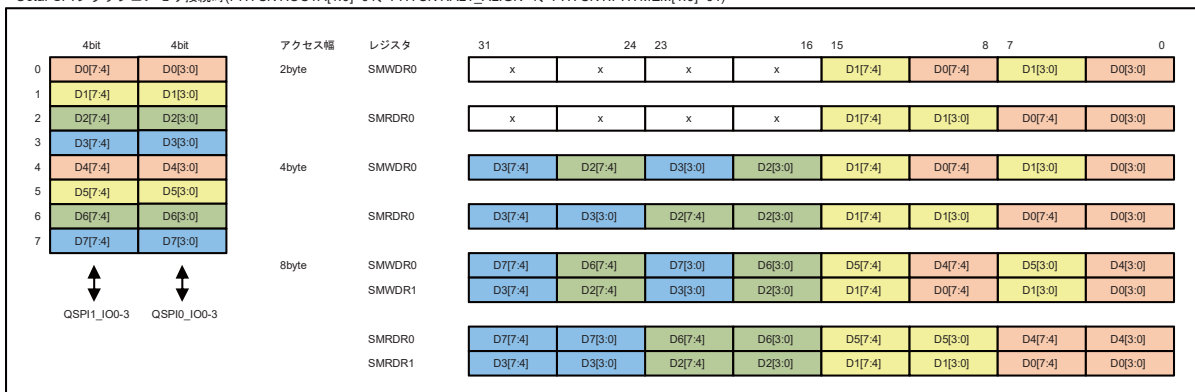 4bit 4bit アクセス幅 レジスタ 31 24 23 16 15 8 7 0
0 D0[7:4] D0[3:0] 2byte SMWDR0 x x x x D1[7:4] D0[7:4] D1[3:0] D0[3:0]
1 D1[7:4] D1[3:0]
2 D2[7:4] D2[3:0] SMRDR0 x x x x D1[7:4] D1[3:0] D0[7:4] D0[3:0]
3 D3[7:4] D3[3:0]
4 D4[7:4] D4[3:0] 4byte SMWDR0 D3[7:4] D2[7:4] D3[3:0] D2[3:0] D1[7:4] D0[7:4] D1[3:0] D0[3:0]
5 D5[7:4] D5[3:0]
6 D6[7:4] D6[3:0] SMRDR0 D3[7:4] D3[3:0] D2[7:4] D2[3:0] D1[7:4] D1[3:0] D0[7:4] D0[3:0]
7 D7[7:4] D7[3:0]
8byte SMWDR0 D7[7:4] D6[7:4] D7[3:0] D6[3:0] D5[7:4] D4[7:4] D5[3:0] D4[3:0]
SMWDR1 D3[7:4] D2[7:4] D3[3:0] D2[3:0] D1[7:4] D0[7:4] D1[3:0] D0[3:0]
QSPI1_IO0-3 QSPI0_IO0-3
SMRDR0 D7[7:4] D7[3:0] D6[7:4] D6[3:0] D5[7:4] D5[3:0] D4[7:4] D4[3:0]
SMRDR1 D3[7:4] D3[3:0] D2[7:4] D2[3:0] D1[7:4] D1[3:0] D0[7:4] D0[3:0]